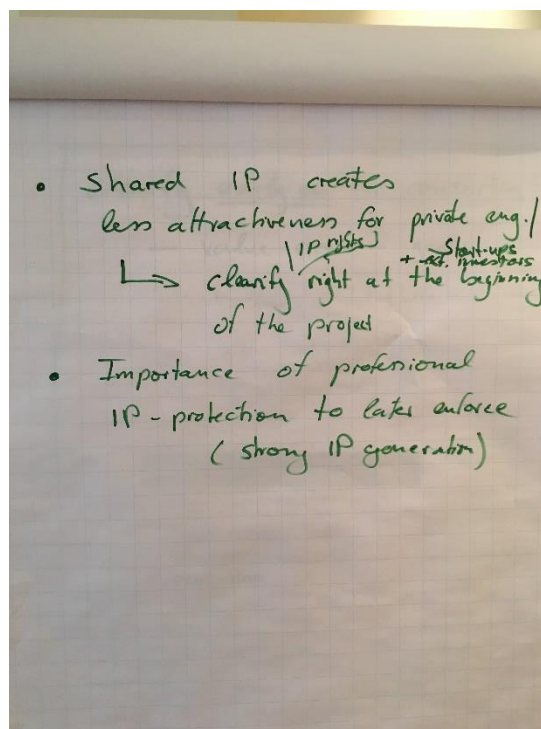 • Shared IP creates
less attractiveness for private eng./
Start-ups
+ ext. investors
IP rights
↳ clearify right at the beginning
of the project
• Importance of professional
IP-protection to later enforce
(strong IP generation)